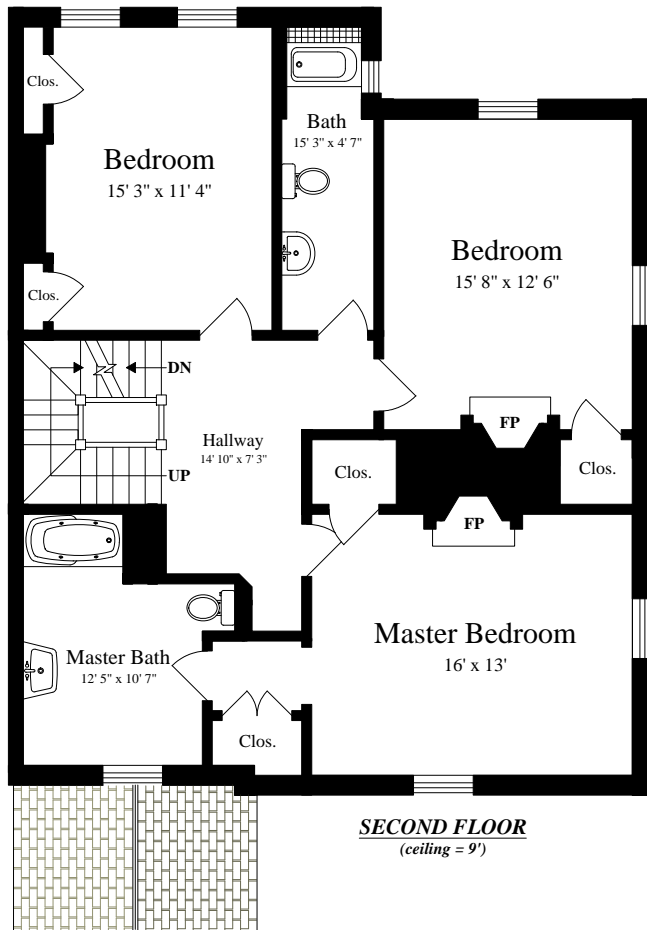 Clos.
Bath
15' 3" x 4' 7"
Bedroom
15' 3" x 11' 4"
Bedroom
15' 8" x 12' 6"
Clos.
DN
FP
Hallway
14' 10" x 7' 3"
Clos.
Clos.
UP
FP
Master Bedroom
16' x 13'
Master Bath
12' 5" x 10' 7"
Clos.
SECOND FLOOR
(ceiling = 9')